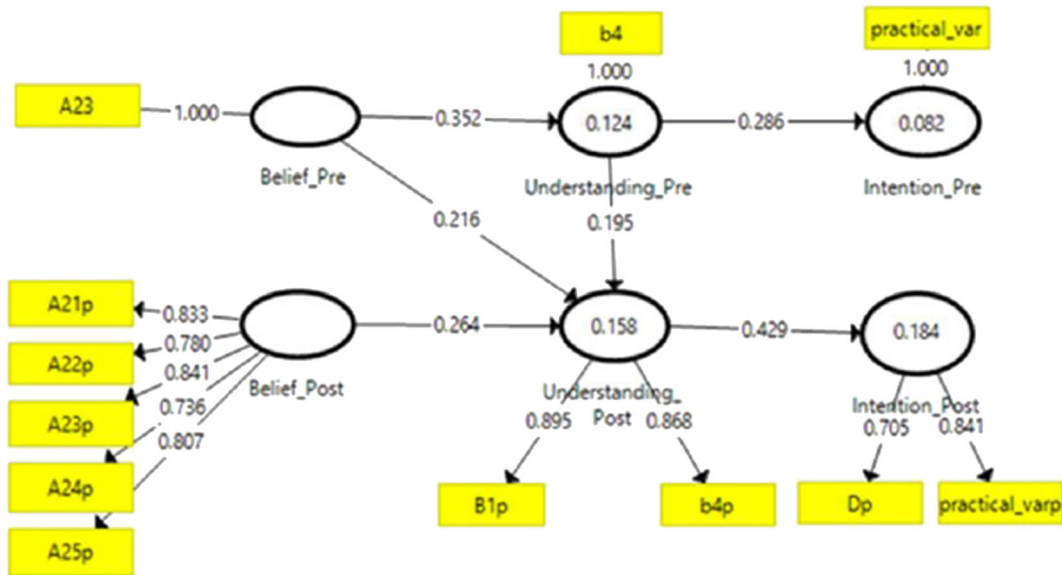 b4
practical_var
1.000
1.000
A23
1.000
0.352
0.124
0.286
0.082
Belief_Pre
Understanding_Pre
Intention_Pre
0.216
0.195
A21p
0.833
0.264
0.158
0.429
0.184
A22p
0.780
0.841
Belief_Post
Understanding_
Post
Intention_Post
A23p
0.736
0.807
0.895
0.868
0.705
0.841
A24p
B1p
b4p
Dp
practical_varp
A25p